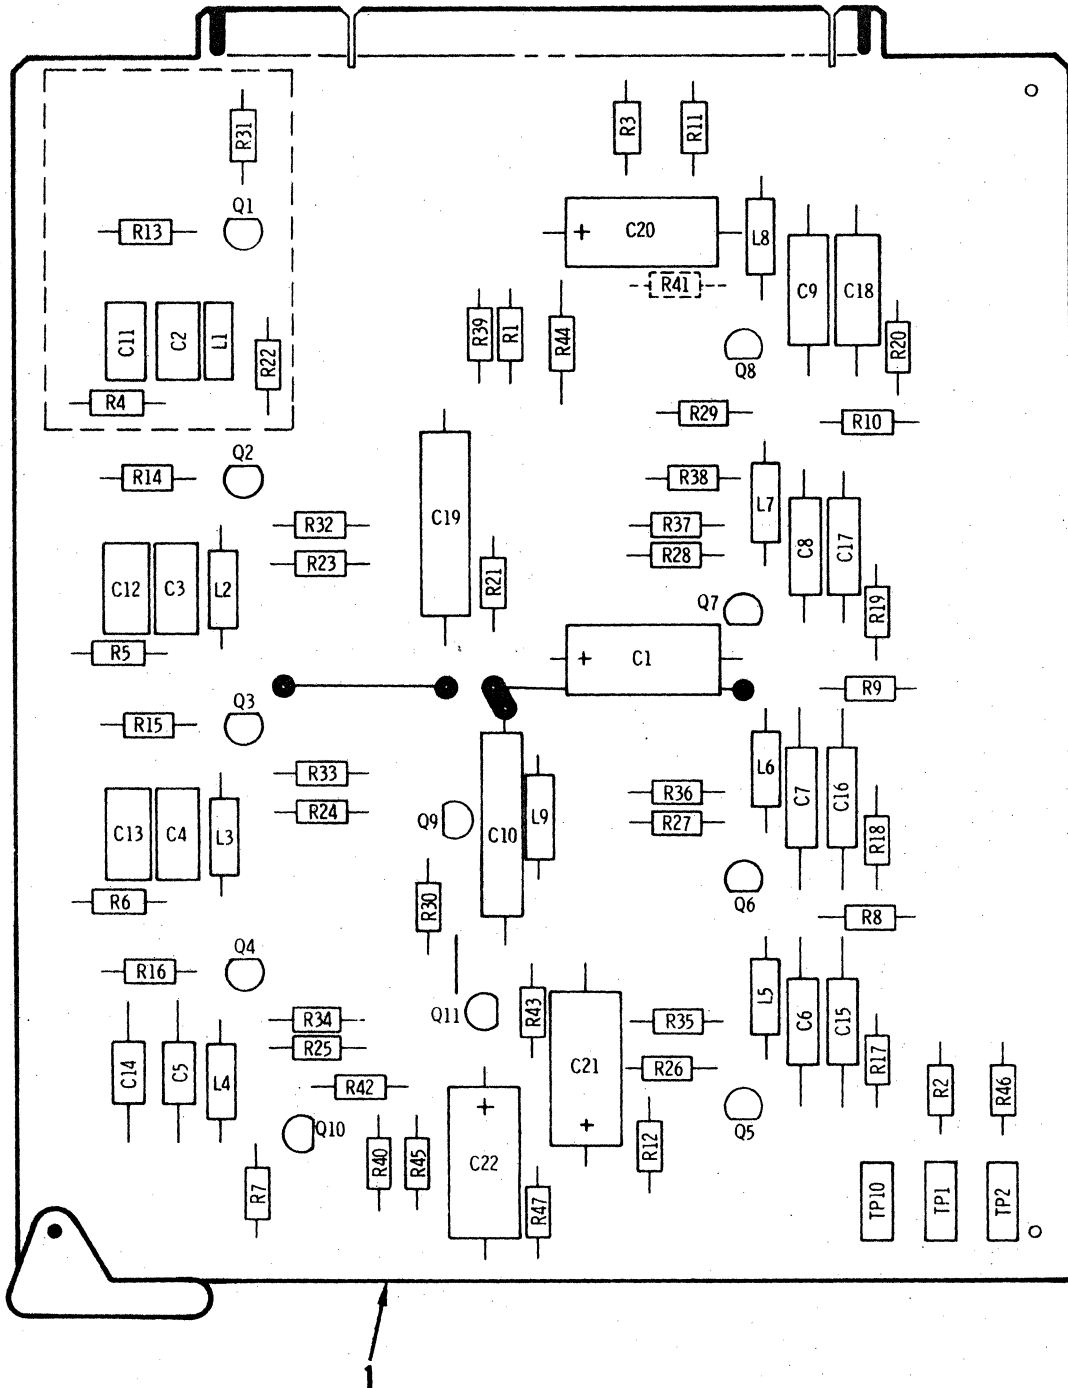 R31
R3
R11
Q1
R13
+ C20
L8
R41
C9
C18
C11
C2
L1
R22
R39
R1
R44
Q8
R20
R4
R29
R10
Q2
R14
R38
L7
C19
R32
R37
C8
C17
R23
R28
C12
C3
L2
R21
Q7
R19
R5
+ C1
R9
Q3
R15
L6
R33
R36
C7
C16
R24
Q9
C10
L9
R27
C13
C4
L3
R18
R6
R30
Q6
R8
Q4
R16
L5
R34
Q11
R43
R35
C6
C15
R25
C14
C5
L4
R42
C21
R26
R17
R2
R46
+
+
Q10
Q5
R40
R45
C22
R12
R7
R47
TP10
TP1
TP2
1